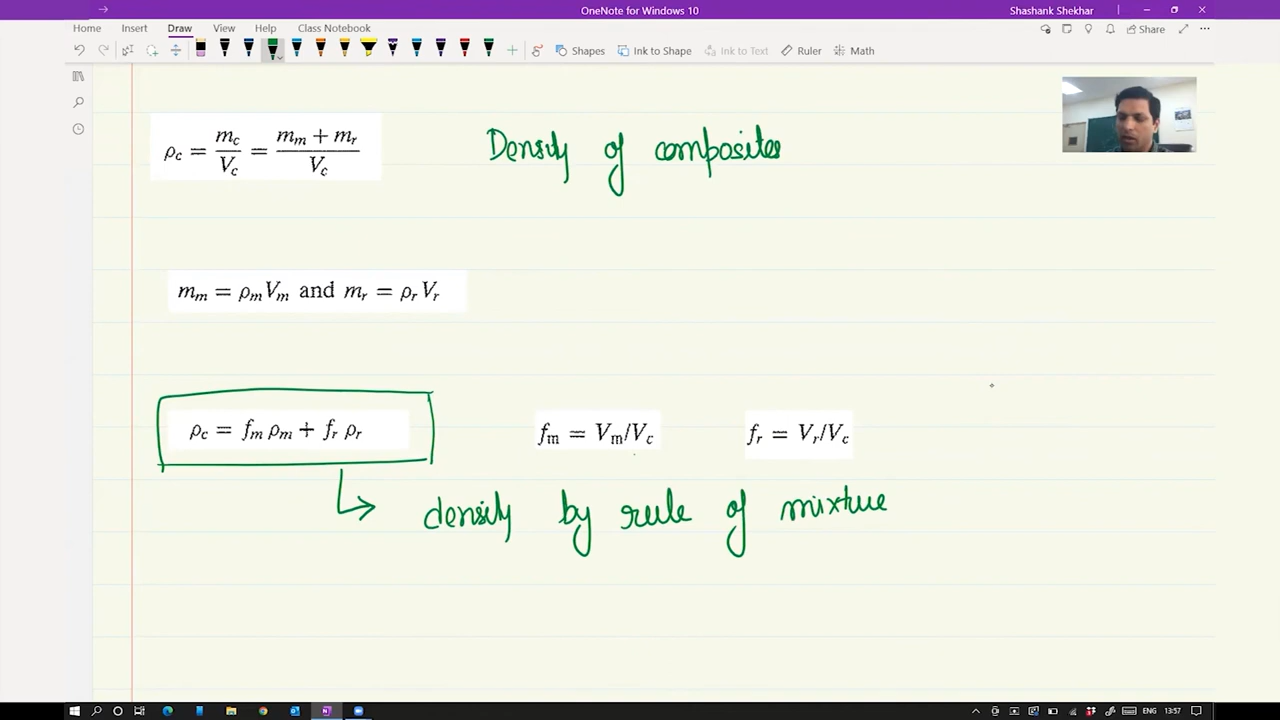 OneNote for Windows 10
Shashank Shekhar
Home Insert Draw View Help Class Notebook
Share
Shapes Ink to Shape Ink to Text Ruler Math
ρc = mc/Vc = (mm + mr)/Vc
Density of composites
mm = ρmVm and mr = ρrVr
ρc = fm ρm + fr ρr
fm = Vm/Vc
fr = Vr/Vc
density by rule of mixture
ENG 13:57